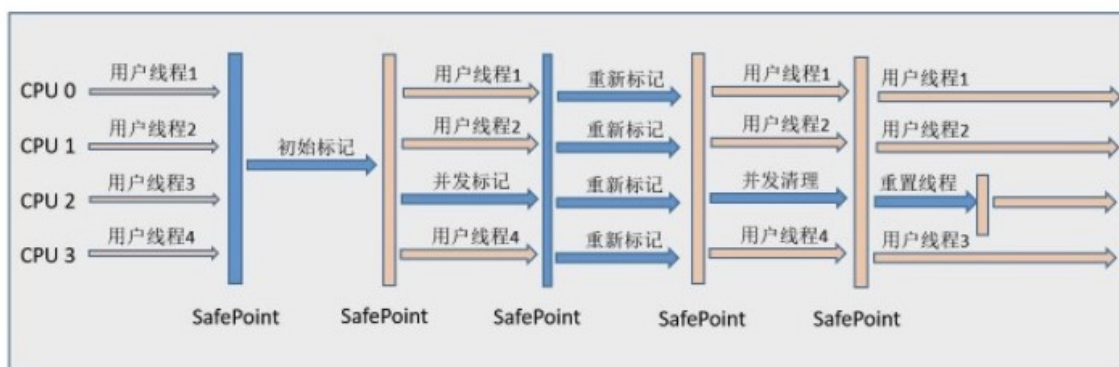 CPU 0 用户线程1 用户线程1 重新标记 用户线程1 用户线程1
CPU 1 用户线程2 初始标记 用户线程2 重新标记 用户线程2 用户线程2
CPU 2 用户线程3 并发标记 重新标记 并发清理 重置线程
CPU 3 用户线程4 用户线程4 重新标记 用户线程4 用户线程3
SafePoint SafePoint SafePoint SafePoint SafePoint